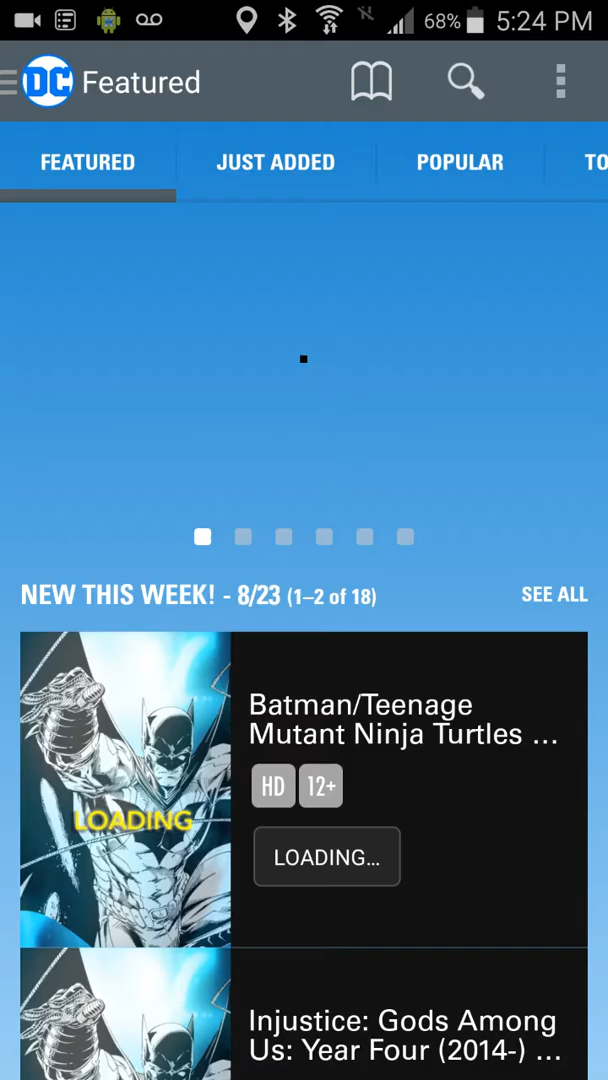 68% 5:24 PM
DC Featured
FEATURED JUST ADDED POPULAR TO
NEW THIS WEEK! - 8/23 (1–2 of 18) SEE ALL
Batman/Teenage
Mutant Ninja Turtles ...
HD 12+
LOADING
LOADING...
Injustice: Gods Among
Us: Year Four (2014-) ...